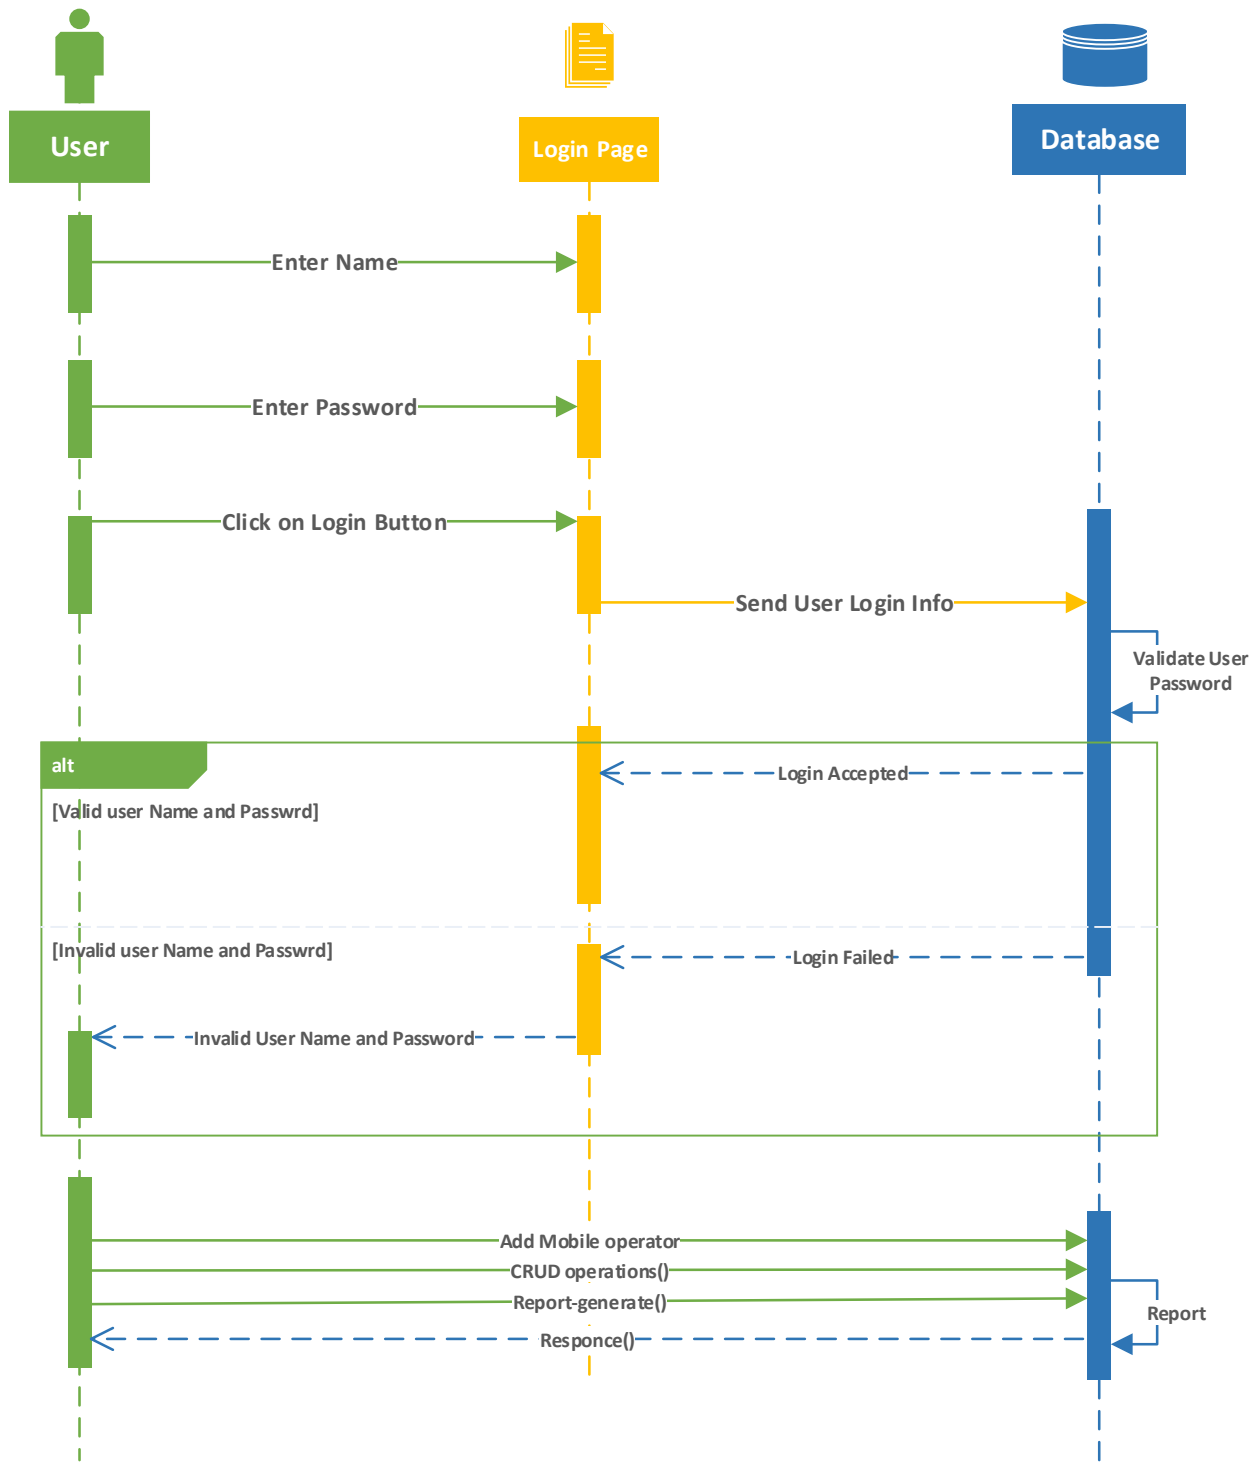 User
Login Page
Database
Enter Name
Enter Password
Click on Login Button
Send User Login Info
Validate User
Password
alt
Login Accepted
[Valid user Name and Passwrd]
[Invalid user Name and Passwrd]
Login Failed
Invalid User Name and Password
Add Mobile operator
CRUD operations()
Report-generate()
Report
Responce()